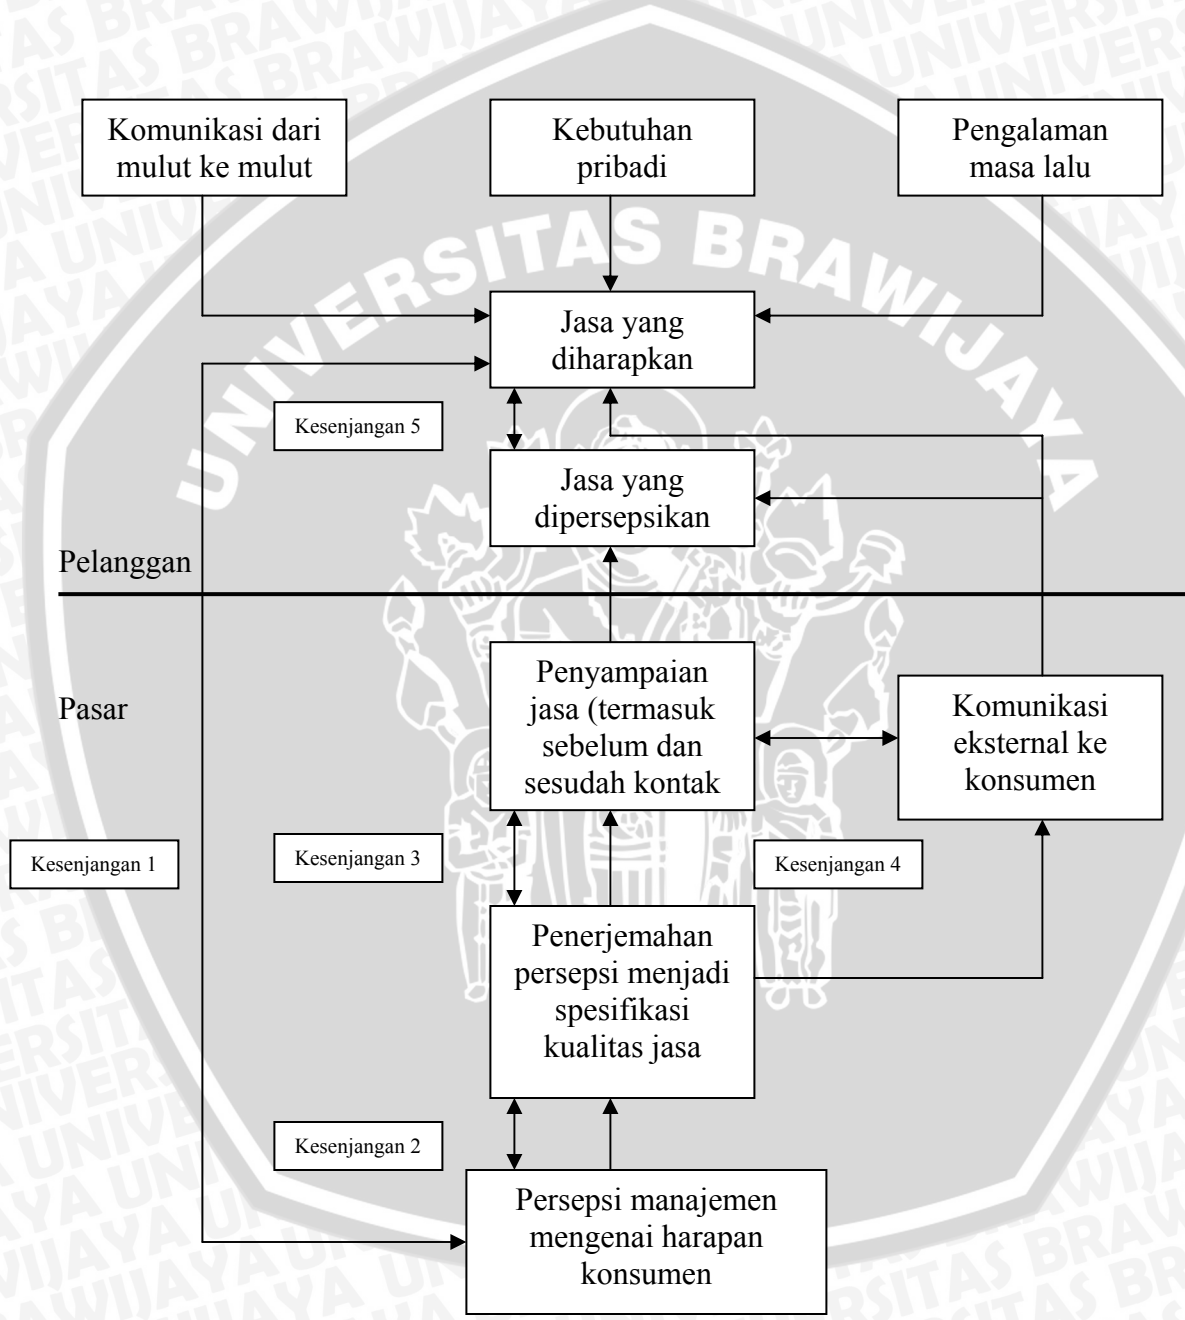 Komunikasi dari
mulut ke mulut
Kebutuhan
pribadi
Pengalaman
masa lalu
UNIVERSITAS BRAWIJAYA
Jasa yang
diharapkan
Kesenjangan 5
Jasa yang
dipersepsikan
Pelanggan
Pasar
Penyampaian
jasa (termasuk
sebelum dan
sesudah kontak
Komunikasi
eksternal ke
konsumen
Kesenjangan 1
Kesenjangan 3
Kesenjangan 4
Penerjemahan
persepsi menjadi
spesifikasi
kualitas jasa
Kesenjangan 2
Persepsi manajemen
mengenai harapan
konsumen